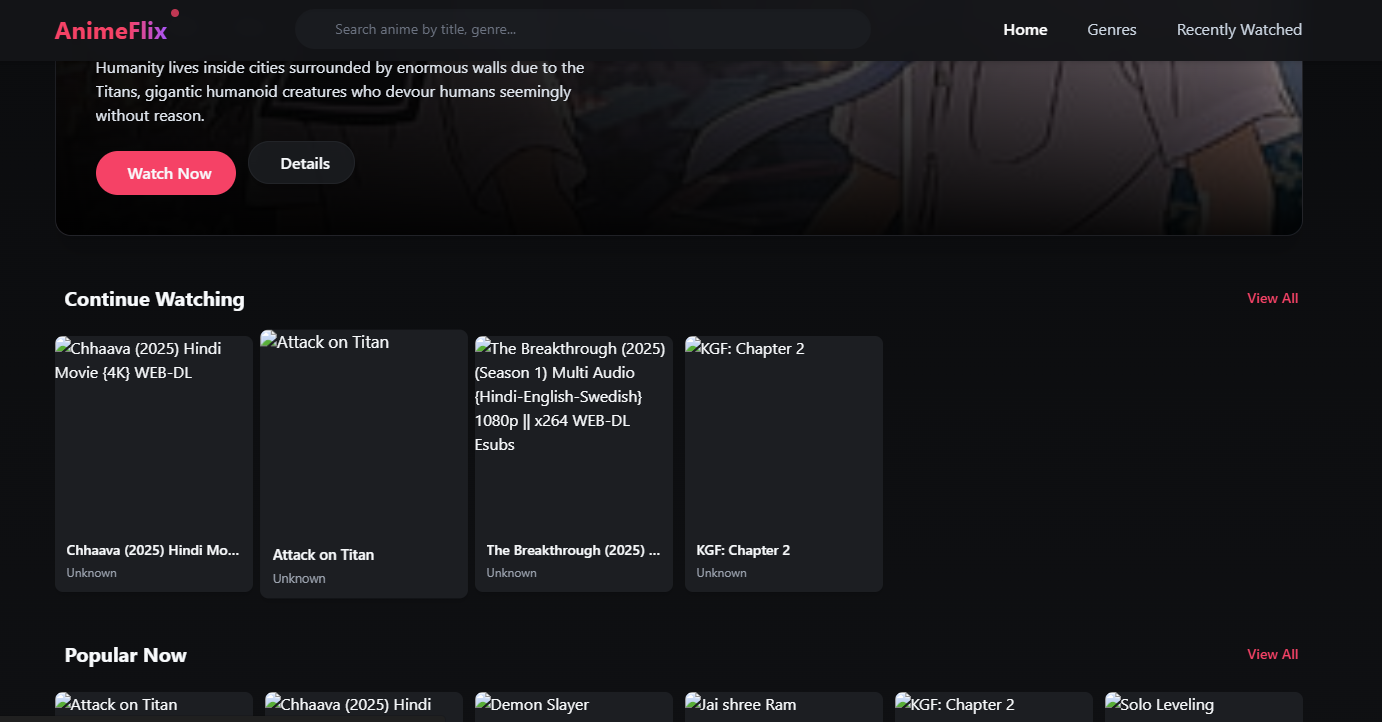 AnimeFlix
Search anime by title, genre...
Home
Genres
Recently Watched
Humanity lives inside cities surrounded by enormous walls due to the
Titans, gigantic humanoid creatures who devour humans seemingly
without reason.
Watch Now
Details
Continue Watching
View All
Chhaava (2025) Hindi
Movie {4K} WEB-DL
Chhaava (2025) Hindi Mo...
Unknown
Attack on Titan
Attack on Titan
Unknown
The Breakthrough (2025)
(Season 1) Multi Audio
{Hindi-English-Swedish}
1080p || x264 WEB-DL
Esubs
The Breakthrough (2025) ...
Unknown
KGF: Chapter 2
KGF: Chapter 2
Unknown
Popular Now
View All
Attack on Titan
Chhaava (2025) Hindi
Demon Slayer
Jai shree Ram
KGF: Chapter 2
Solo Leveling